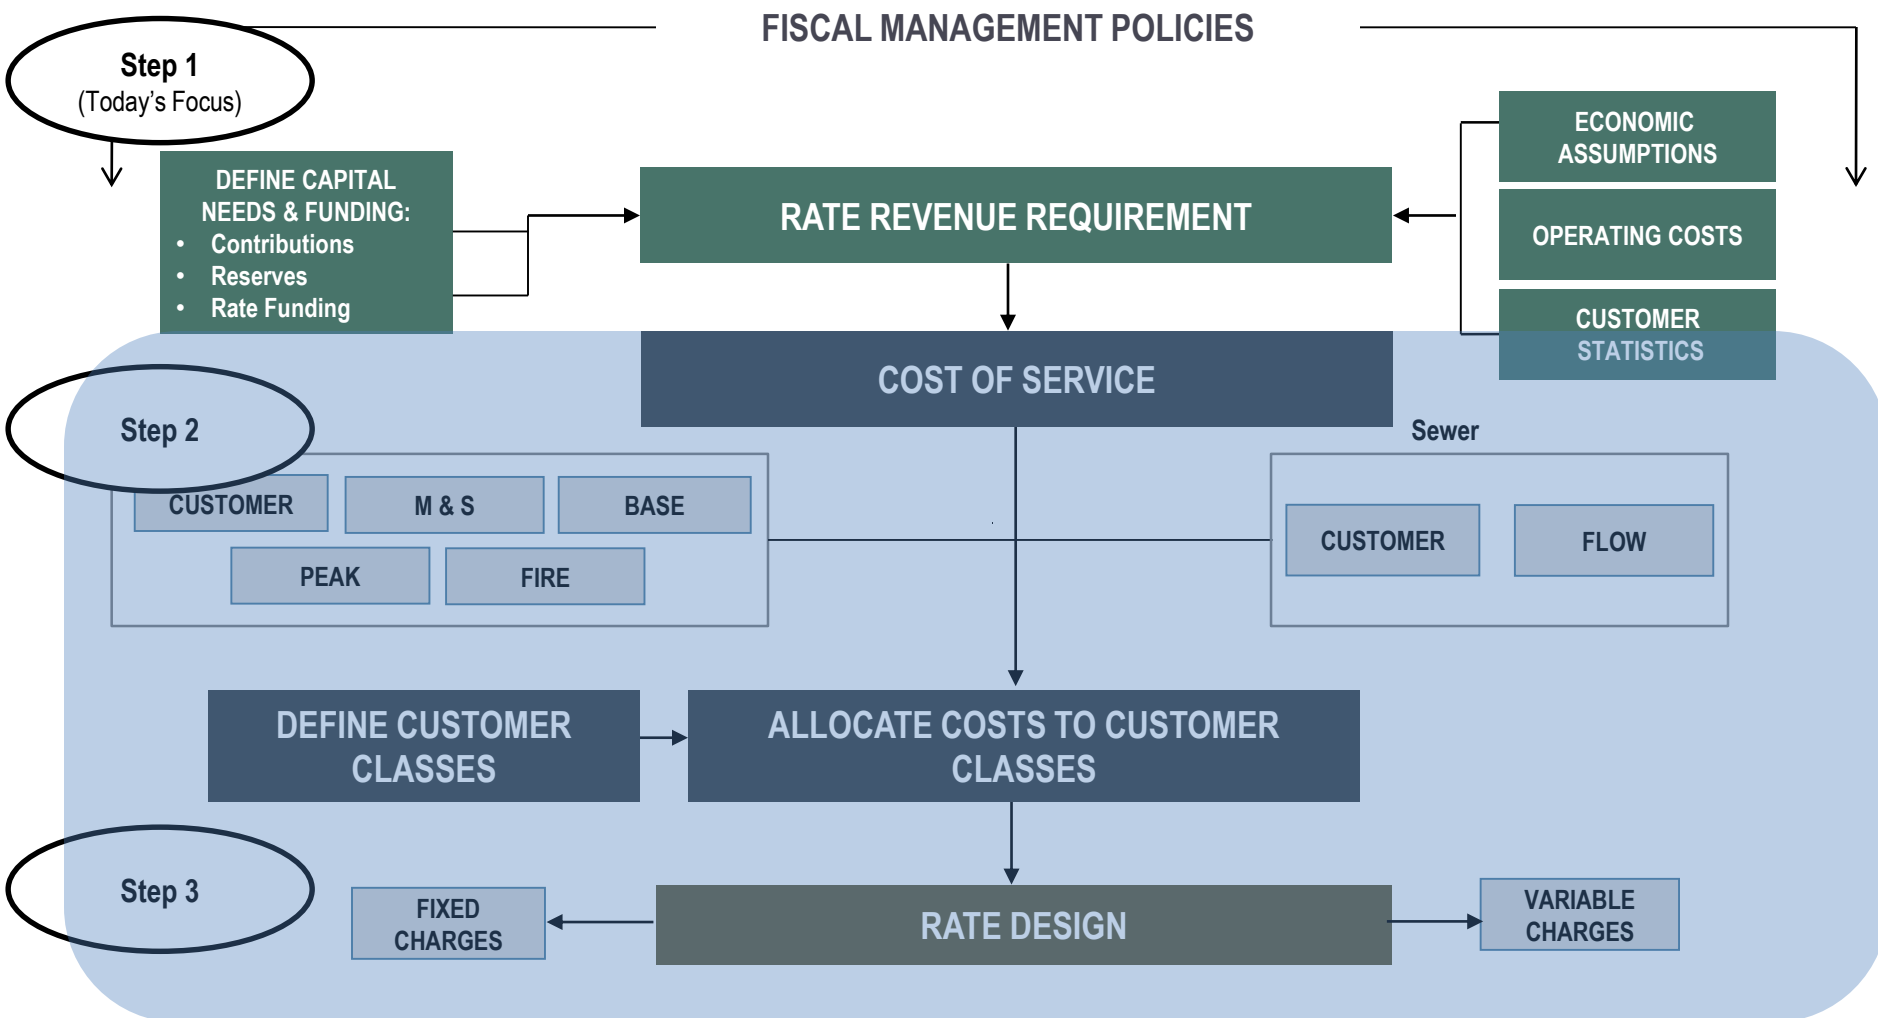 FISCAL MANAGEMENT POLICIES
Step 1
(Today's Focus)
DEFINE CAPITAL
NEEDS & FUNDING:
• Contributions
• Reserves
• Rate Funding
RATE REVENUE REQUIREMENT
ECONOMIC
ASSUMPTIONS
OPERATING COSTS
CUSTOMER
STATISTICS
COST OF SERVICE
Step 2
Sewer
CUSTOMER
M & S
BASE
PEAK
FIRE
CUSTOMER
FLOW
DEFINE CUSTOMER
CLASSES
ALLOCATE COSTS TO CUSTOMER
CLASSES
Step 3
FIXED
CHARGES
RATE DESIGN
VARIABLE
CHARGES